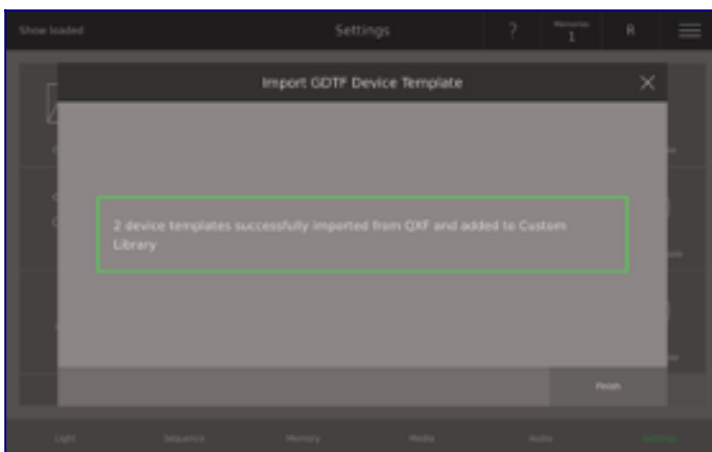 Show loaded
Settings
?
Memories
1
R
Import GDTF Device Template
2 device templates successfully imported from QXF and added to Custom
Library
Finish
Light
Sequence
Memory
Media
Audio
Settings